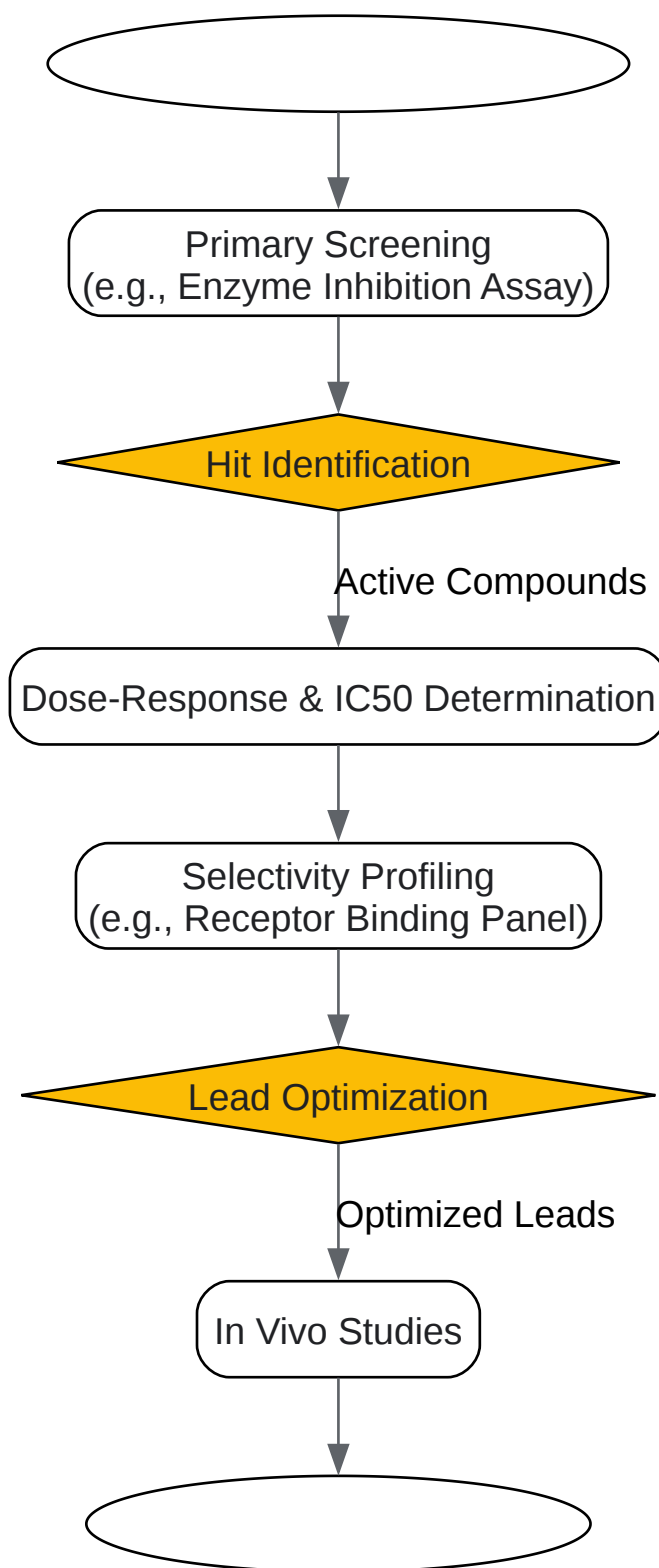 Primary Screening
(e.g., Enzyme Inhibition Assay)
Hit Identification
Active Compounds
Dose-Response & IC50 Determination
Selectivity Profiling
(e.g., Receptor Binding Panel)
Lead Optimization
Optimized Leads
In Vivo Studies